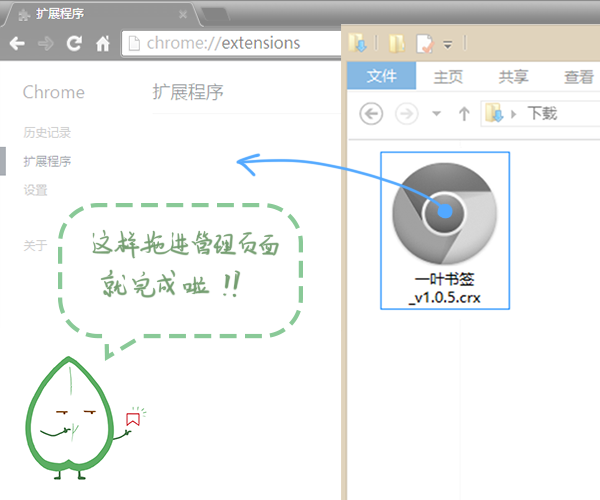 扩展程序
chrome://extensions
Chrome
扩展程序
历史记录
扩展程序
设置
关于
这样拖进管理页面
就完成啦!!
文件
主页
共享
查看
下载
一叶书签
_v1.0.5.crx